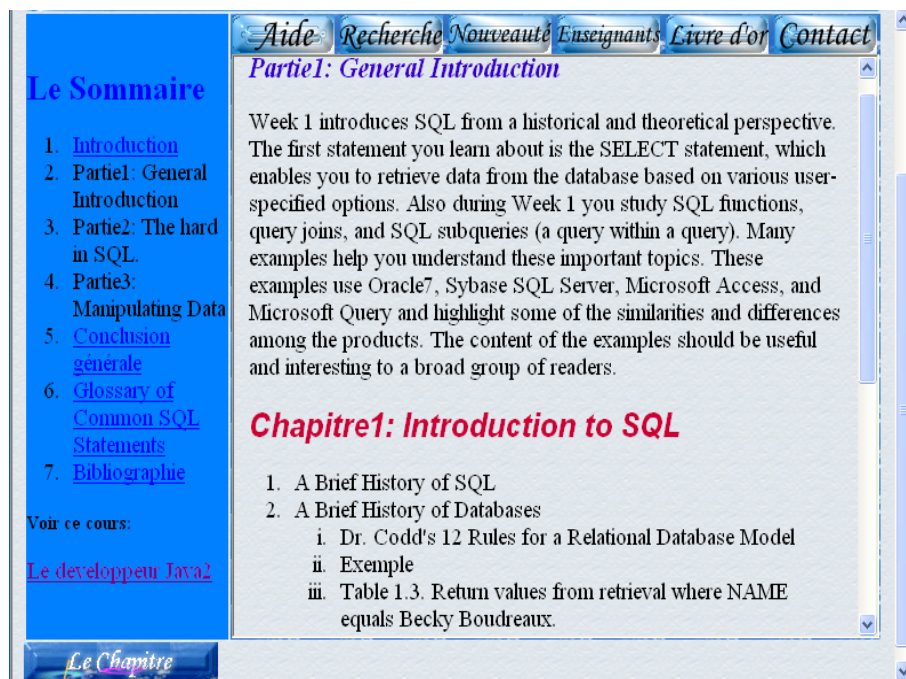 Aide Recherche Nouveauté Enseignants Livre d'or Contact
Le Sommaire
1. Introduction
2. Partie1: General
Introduction
3. Partie2: The hard
in SQL.
4. Partie3:
Manipulating Data
5. Conclusion
générale
6. Glossary of
Common SQL
Statements
7. Bibliographie
Voir ce cours:
Le developpeur Java2
Le Chapitre
Partie1: General Introduction
Week 1 introduces SQL from a historical and theoretical perspective.
The first statement you learn about is the SELECT statement, which
enables you to retrieve data from the database based on various user-
specified options. Also during Week 1 you study SQL functions,
query joins, and SQL subqueries (a query within a query). Many
examples help you understand these important topics. These
examples use Oracle7, Sybase SQL Server, Microsoft Access, and
Microsoft Query and highlight some of the similarities and differences
among the products. The content of the examples should be useful
and interesting to a broad group of readers.
Chapitre1: Introduction to SQL
1. A Brief History of SQL
2. A Brief History of Databases
i. Dr. Codd's 12 Rules for a Relational Database Model
ii. Exemple
iii. Table 1.3. Return values from retrieval where NAME
equals Becky Boudreaux.